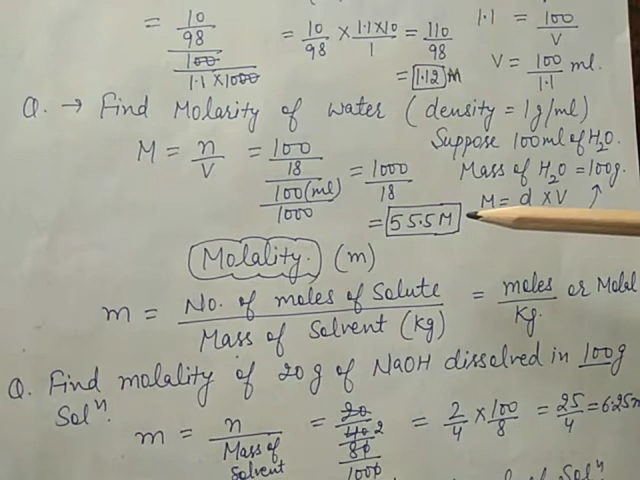 = 10/98 / 100/1.1×1000 = 10/98 × 1.1×10/1 = 110/98
1.1 = 100/V
= 1.12 M
V = 100/1.1 ml.
Q. → Find Molarity of water (density = 1g/ml)
M = n/V = 100/18 / 100(ml)/1000 = 1000/18
Suppose 100ml of H₂O.
Mass of H₂O = 100g.
M = d × V
= 55.5M
Molality. (m)
m = No. of moles of Solute / Mass of Solvent (kg) = moles/Kg. or Molal
Q. Find molality of 20g of NaOH dissolved in 100g
Solⁿ.
m = n / Mass of Solvent = 20/40 2 / 80/1000 = 2/4 × 100/8 = 25/4 = 6.25m